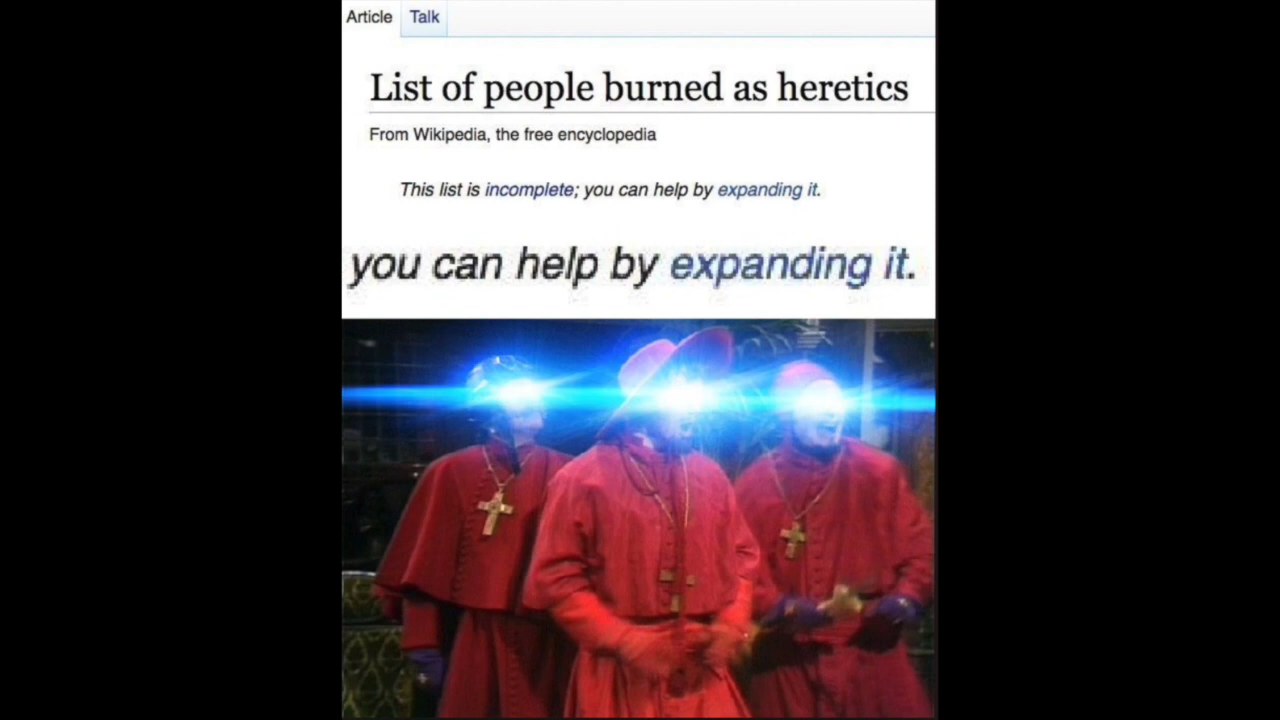 Article Talk
List of people burned as heretics
From Wikipedia, the free encyclopedia
This list is incomplete; you can help by expanding it.
you can help by expanding it.